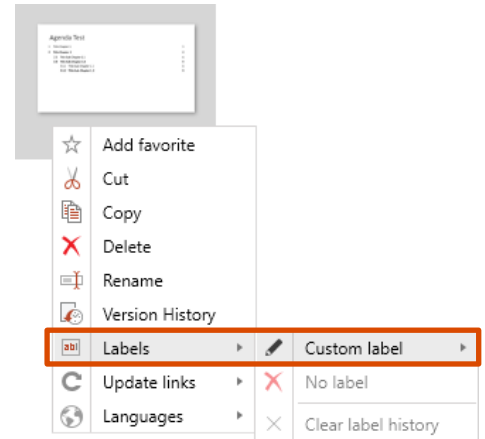 Agenda Test
Add favorite
Cut
Copy
Delete
Rename
Version History
abl Labels Custom label
Update links No label
Languages Clear label history